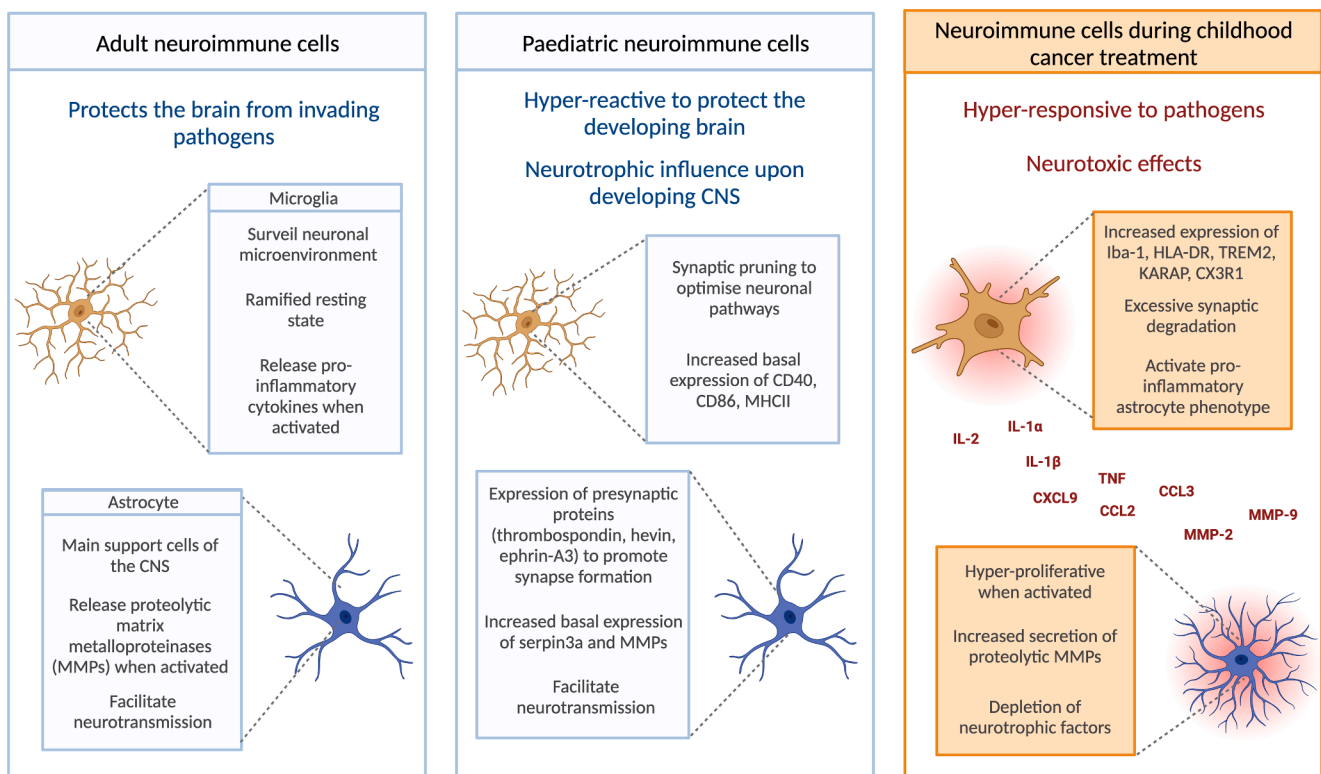 Adult neuroimmune cells
Protects the brain from invading
pathogens
Microglia
Surveil neuronal
microenvironment
Ramified resting
state
Release pro-
inflammatory
cytokines when
activated
Astrocyte
Main support cells of
the CNS
Release proteolytic
matrix
metalloproteinases
(MMPs) when activated
Facilitate
neurotransmission
Paediatric neuroimmune cells
Hyper-reactive to protect the
developing brain
Neurotrophic influence upon
developing CNS
Synaptic pruning to
optimise neuronal
pathways
Increased basal
expression of CD40,
CD86, MHCII
Expression of presynaptic
proteins
(thrombospondin, hevin,
ephrin-A3) to promote
synapse formation
Increased basal expression
of serpin3a and MMPs
Facilitate
neurotransmission
Neuroimmune cells during childhood
cancer treatment
Hyper-responsive to pathogens
Neurotoxic effects
Increased expression of
Iba-1, HLA-DR, TREM2,
KARAP, CX3R1
Excessive synaptic
degradation
Activate pro-
inflammatory
astrocyte phenotype
IL-2
IL-1α
IL-1β
CXCL9
TNF
CCL2
CCL3
MMP-2
MMP-9
Hyper-proliferative
when activated
Increased secretion of
proteolytic MMPs
Depletion of
neurotrophic factors